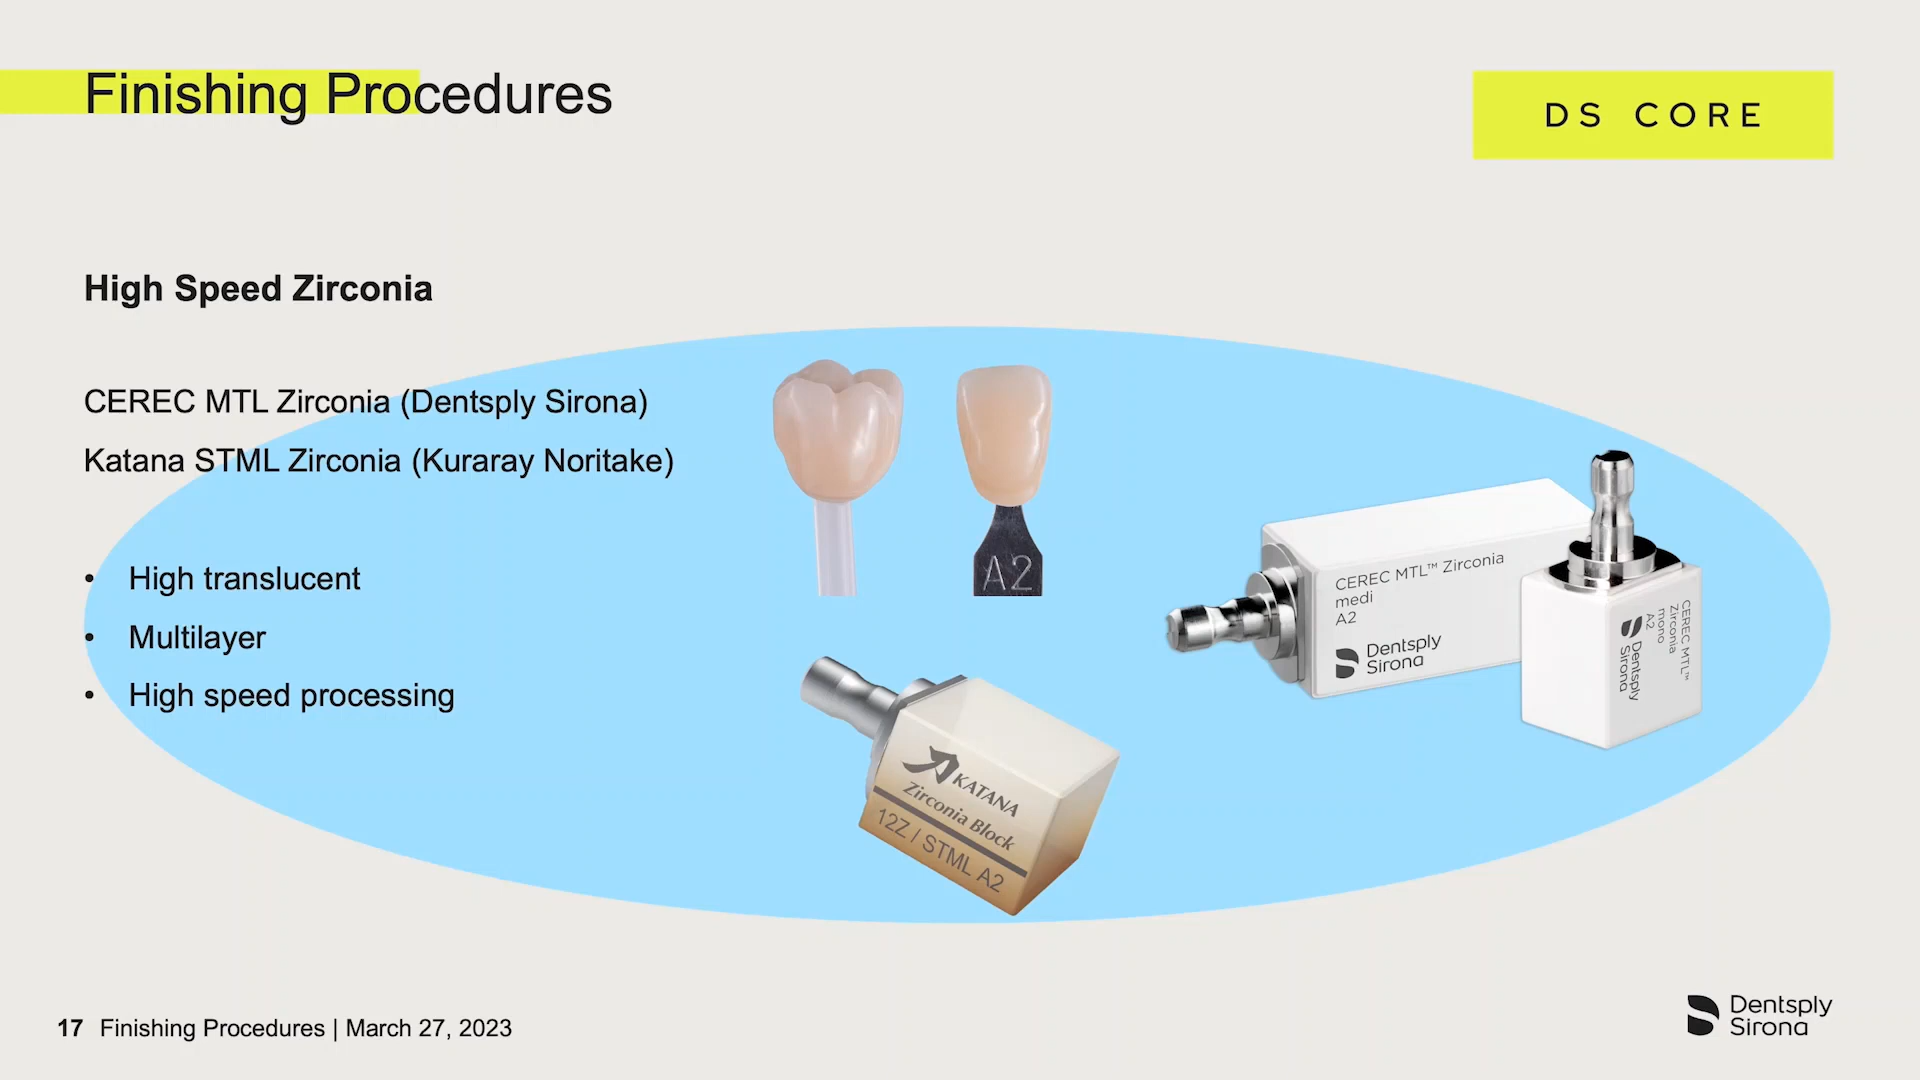 Finishing Procedures
DS CORE
High Speed Zirconia
CEREC MTL Zirconia (Dentsply Sirona)
Katana STML Zirconia (Kuraray Noritake)
• High translucent
• Multilayer
• High speed processing
A2
CEREC MTL™ Zirconia
medi
A2
Dentsply
Sirona
CEREC MTL™
Zirconia
mono
A2
Dentsply
Sirona
KATANA
Zirconia Block
12Z / STML A2
17 Finishing Procedures | March 27, 2023
Dentsply
Sirona